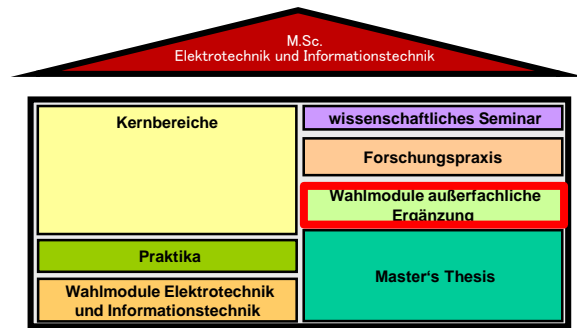 M.Sc.
Elektrotechnik und Informationstechnik
Kernbereiche
Praktika
Wahlmodule Elektrotechnik
und Informationstechnik
wissenschaftliches Seminar
Forschungspraxis
Wahlmodule außerfachliche
Ergänzung
Master‘s Thesis